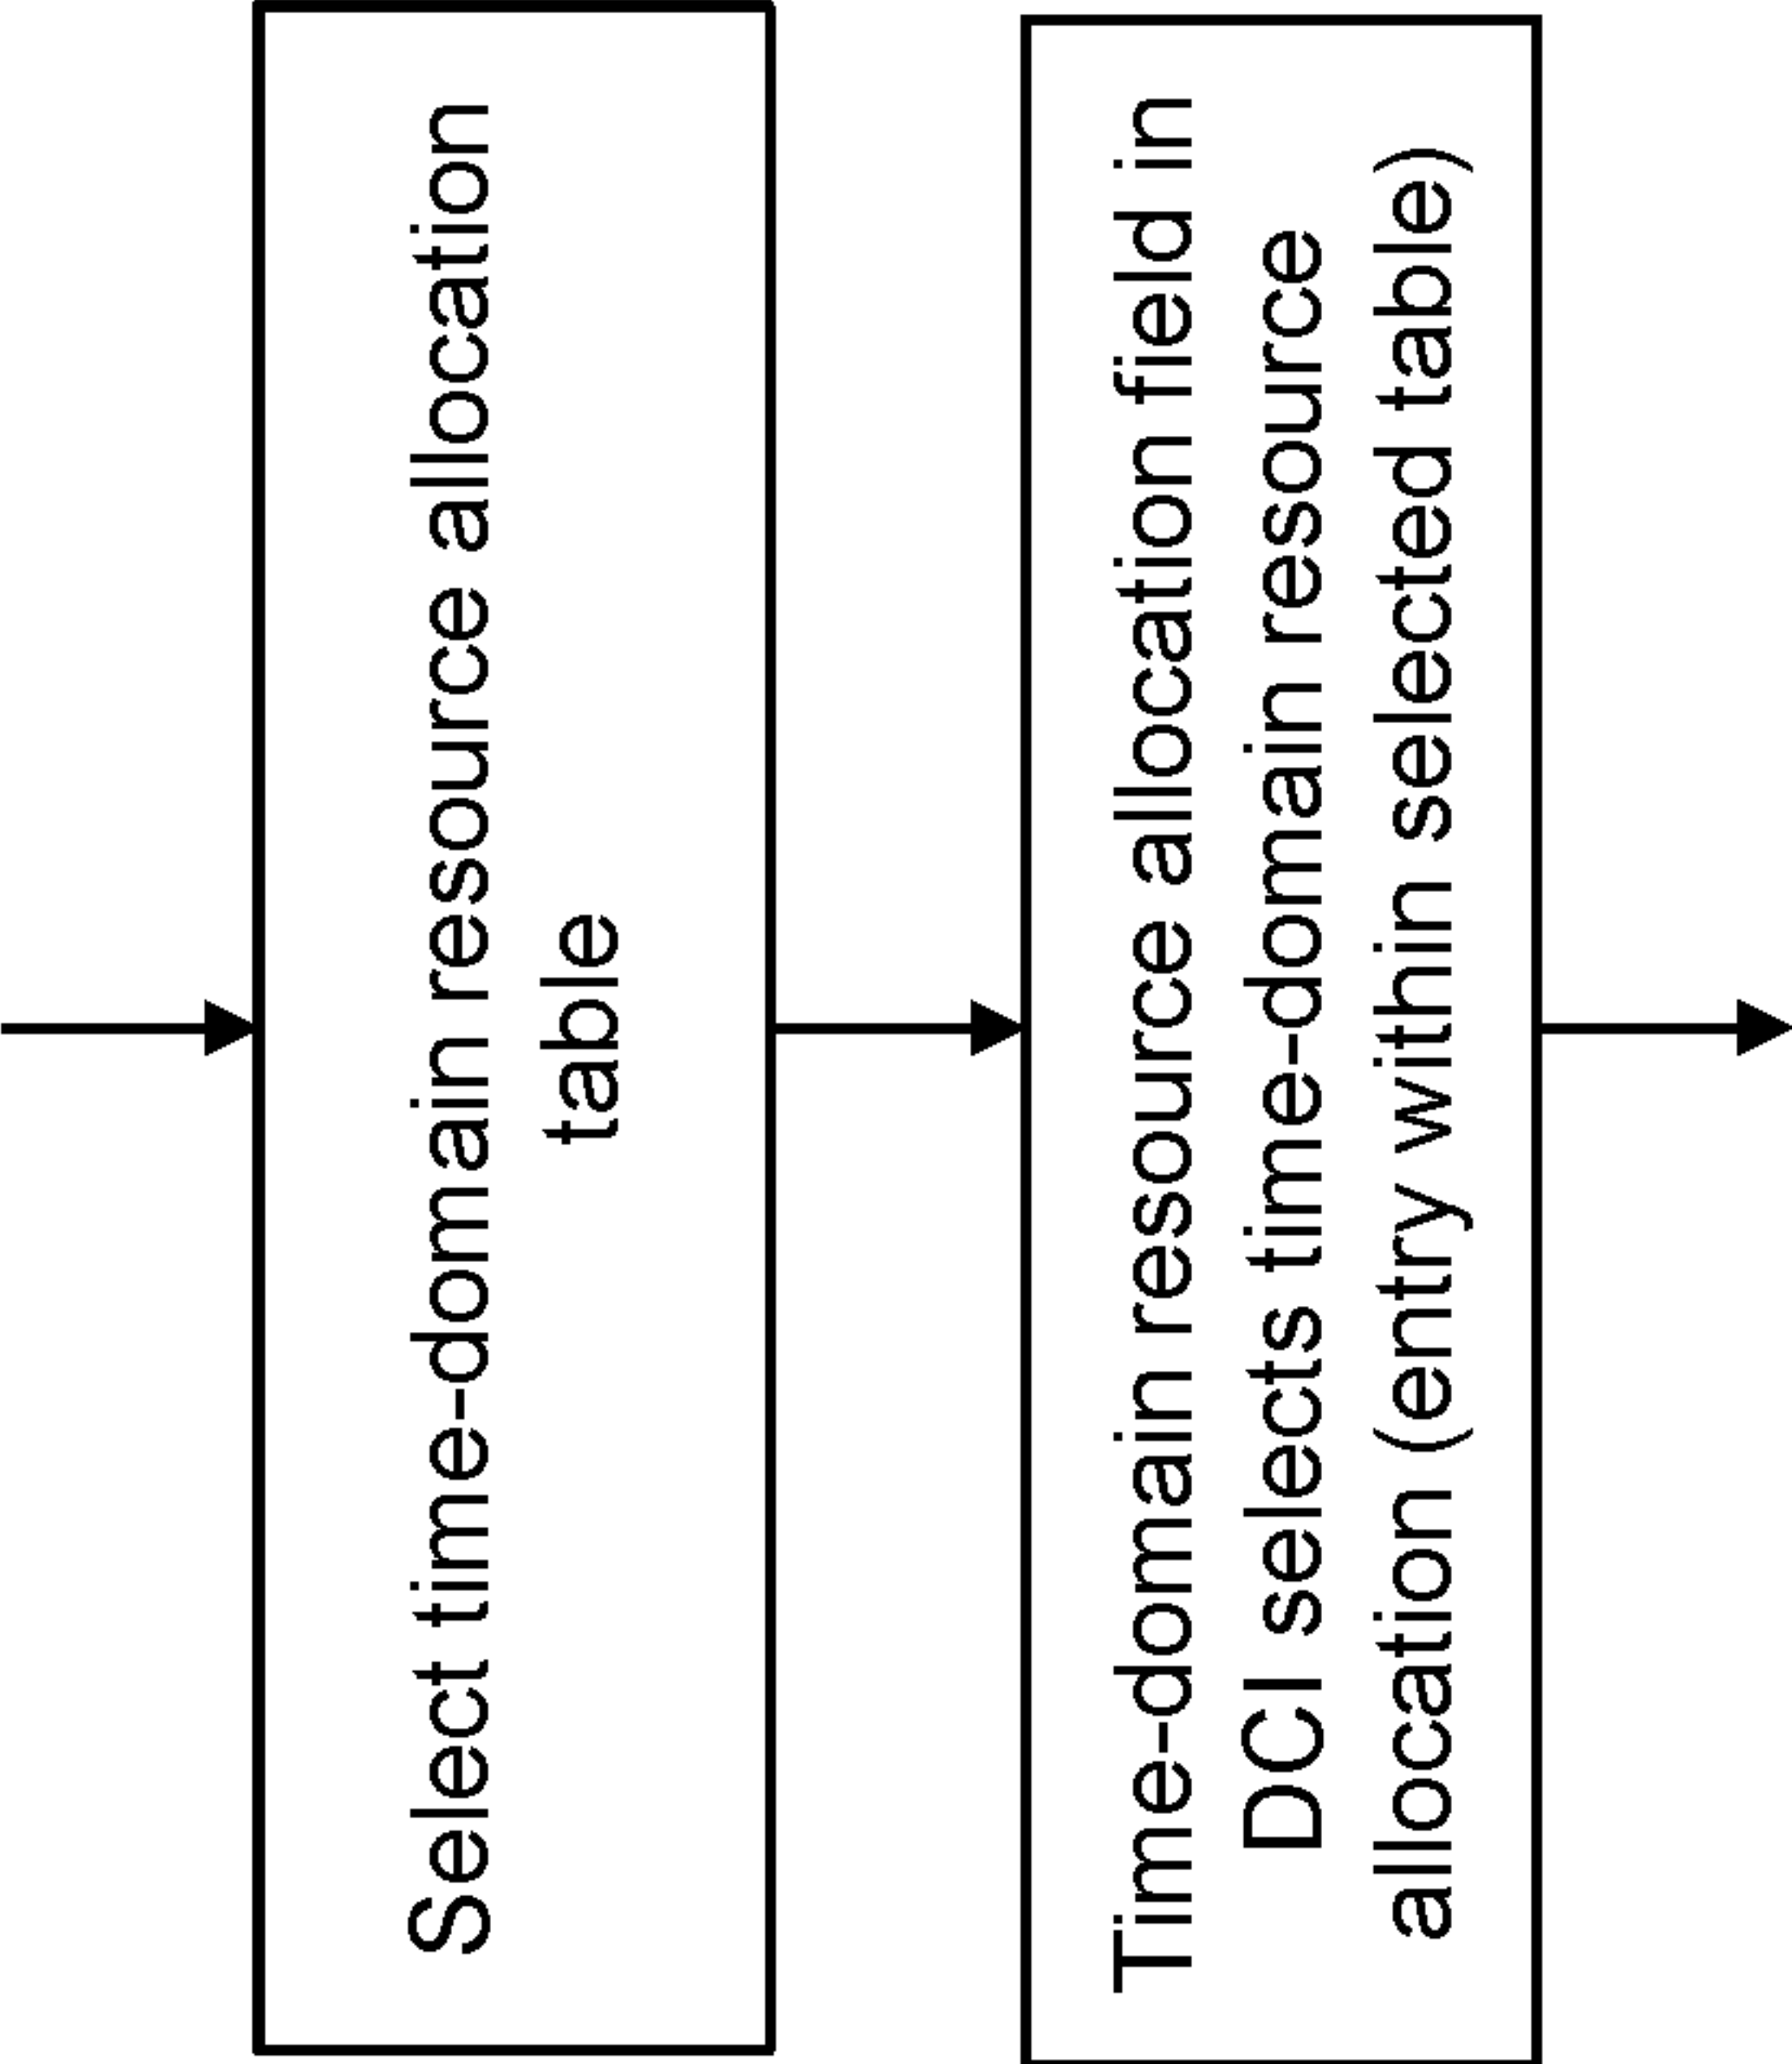 Select time-domain resource allocation
table
Time-domain resource allocation field in
DCI selects time-domain resource
allocation (entry within selected table)